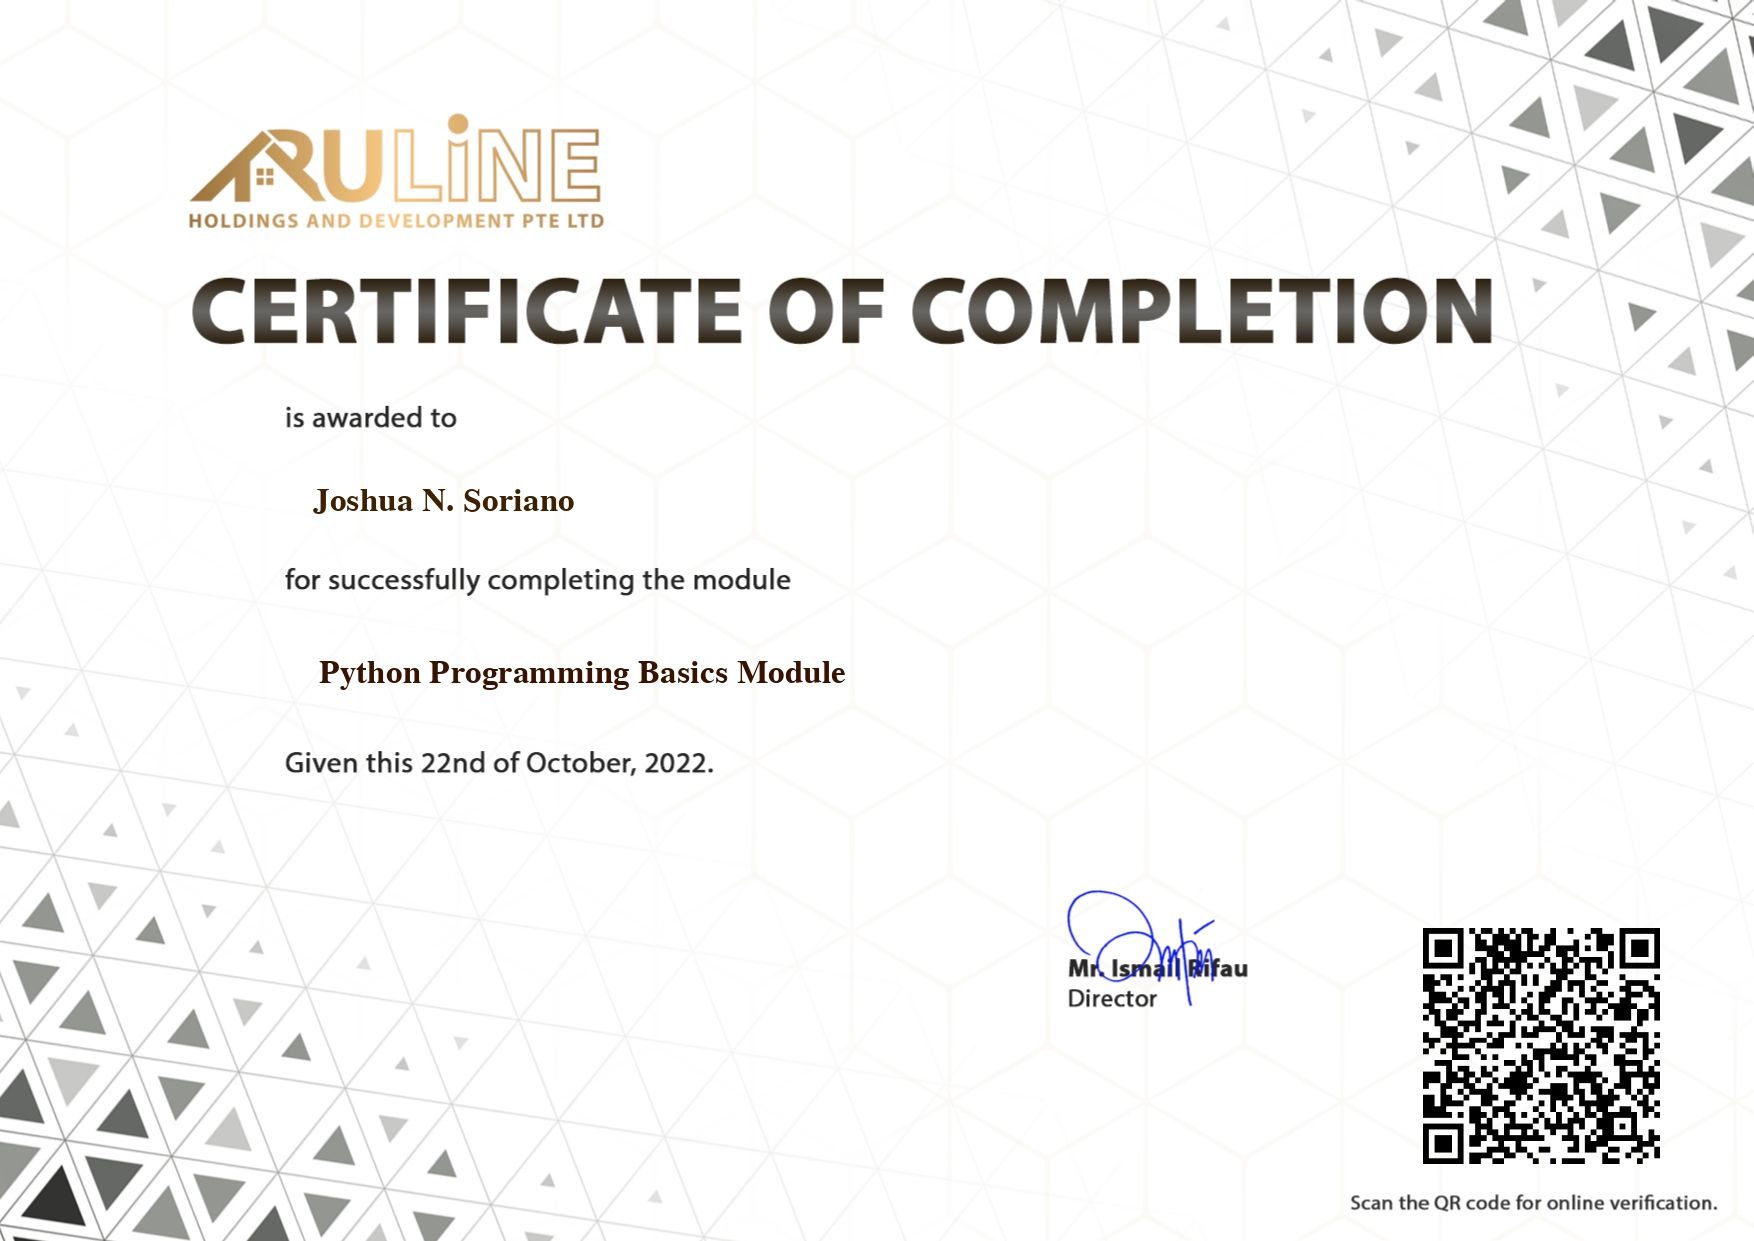 RULiNE
HOLDINGS AND DEVELOPMENT PTE LTD
CERTIFICATE OF COMPLETION
is awarded to
Joshua N. Soriano
for successfully completing the module
Python Programming Basics Module
Given this 22nd of October, 2022.
Mr. Ismail Rifau
Director
Scan the QR code for online verification.